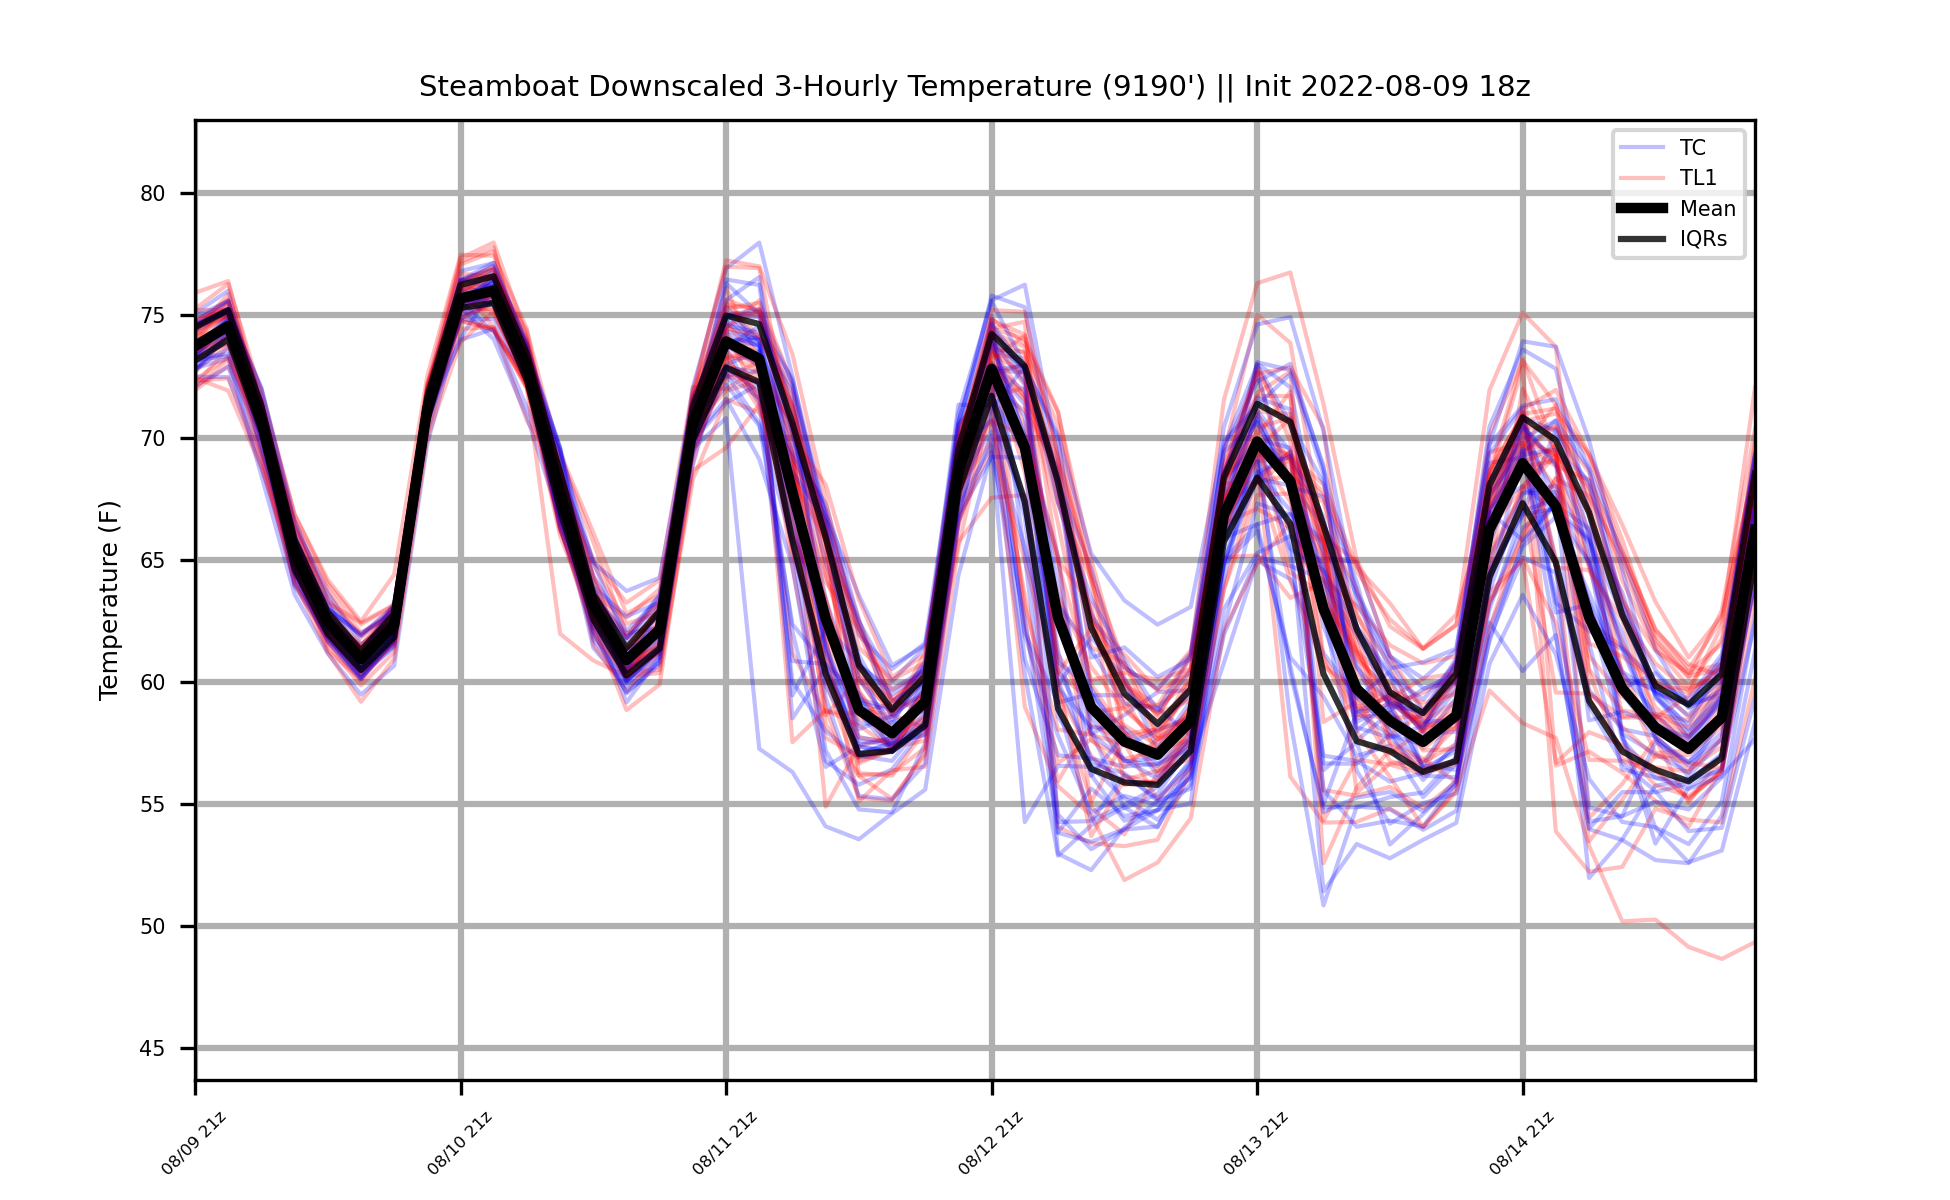 Steamboat Downscaled 3-Hourly Temperature (9190') || Init 2022-08-09 18z
TC
TL1
Mean
IQRs
Temperature (F)
80
75
70
65
60
55
50
45
08/09 21z
08/10 21z
08/11 21z
08/12 21z
08/13 21z
08/14 21z